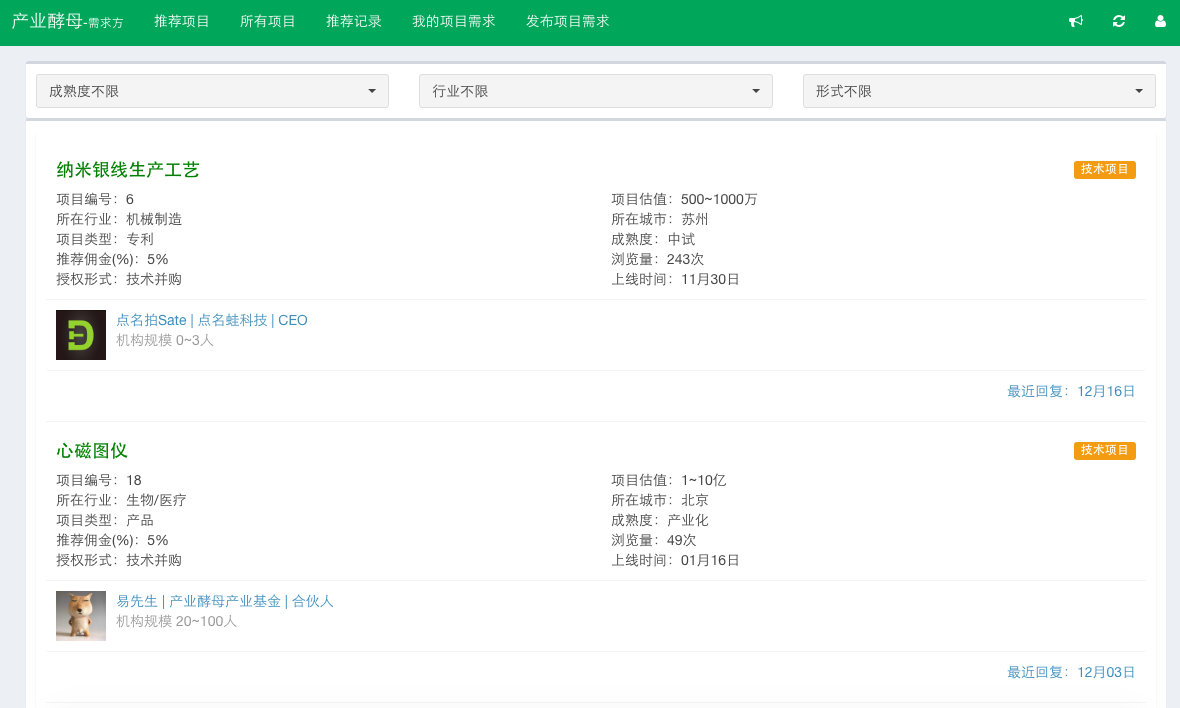 产业酵母-需求方 推荐项目 所有项目 推荐记录 我的项目需求 发布项目需求
成熟度不限 行业不限 形式不限
纳米银线生产工艺 技术项目
项目编号：6 项目估值：500~1000万
所在行业：机械制造 所在城市：苏州
项目类型：专利 成熟度：中试
推荐佣金(%)：5% 浏览量：243次
授权形式：技术并购 上线时间：11月30日
点名拍Sate | 点名蛙科技 | CEO
机构规模 0~3人
最近回复：12月16日
心磁图仪 技术项目
项目编号：18 项目估值：1~10亿
所在行业：生物/医疗 所在城市：北京
项目类型：产品 成熟度：产业化
推荐佣金(%)：5% 浏览量：49次
授权形式：技术并购 上线时间：01月16日
易先生 | 产业酵母产业基金 | 合伙人
机构规模 20~100人
最近回复：12月03日